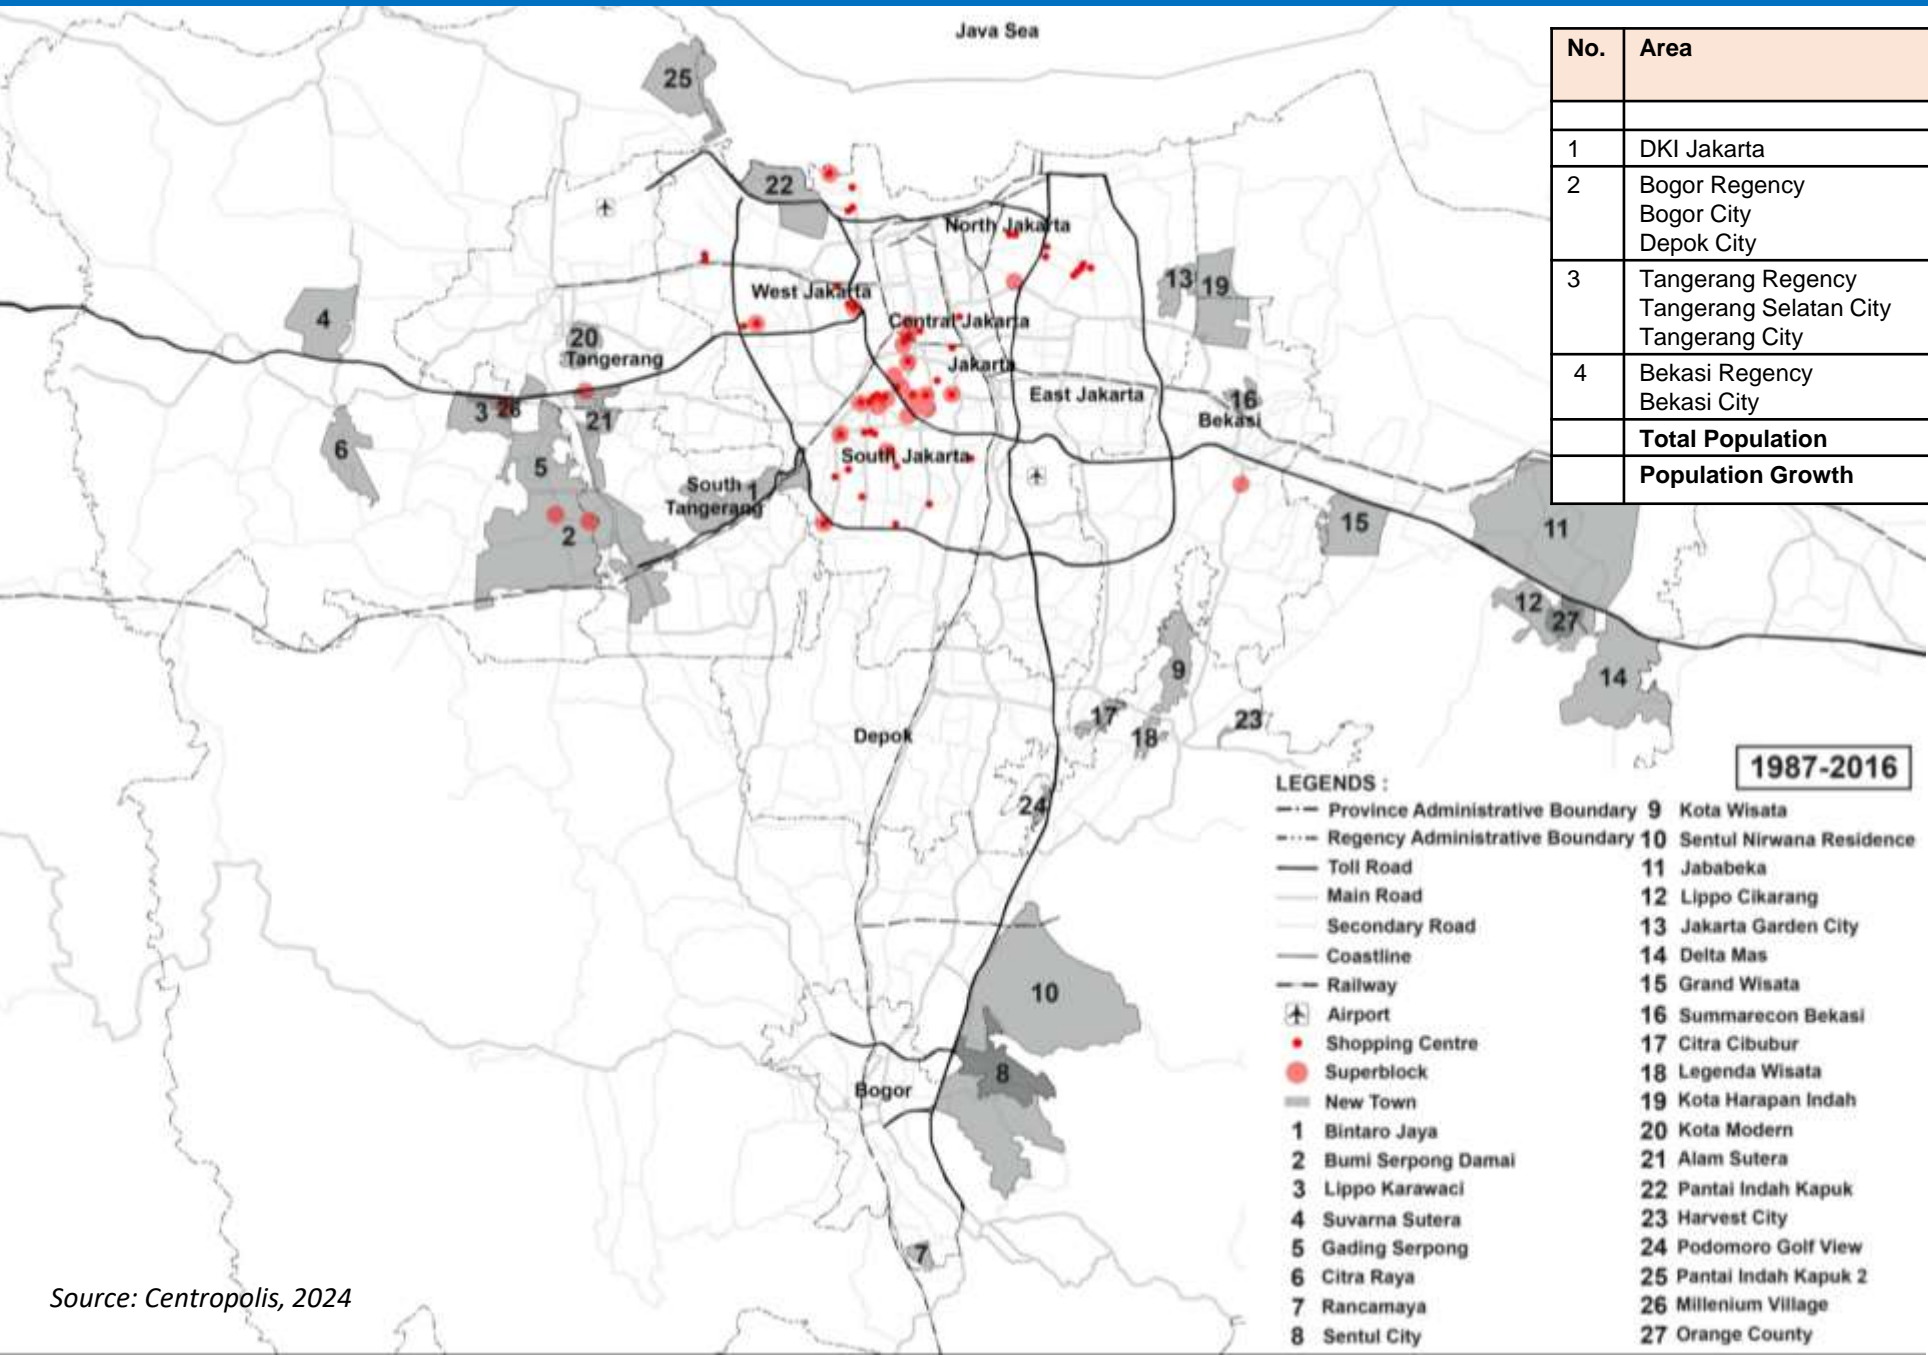 Java Sea
No. Area
1 DKI Jakarta
2 Bogor Regency
Bogor City
Depok City
3 Tangerang Regency
Tangerang Selatan City
Tangerang City
4 Bekasi Regency
Bekasi City
Total Population
Population Growth
25
22
North Jakarta
13
19
West Jakarta
4
Central Jakarta
20
Tangerang
Jakarta
East Jakarta
16
Bekasi
3
26
21
6
5
South Jakarta
South
Tangerang
1
2
15
11
12
27
9
14
17
18
23
Depok
24
10
8
Bogor
7
1987-2016
LEGENDS :
Province Administrative Boundary
Regency Administrative Boundary
Toll Road
Main Road
Secondary Road
Coastline
Railway
Airport
Shopping Centre
Superblock
New Town
1 Bintaro Jaya
2 Bumi Serpong Damai
3 Lippo Karawaci
4 Suvarna Sutera
5 Gading Serpong
6 Citra Raya
7 Rancamaya
8 Sentul City
9 Kota Wisata
10 Sentul Nirwana Residence
11 Jababeka
12 Lippo Cikarang
13 Jakarta Garden City
14 Delta Mas
15 Grand Wisata
16 Summarecon Bekasi
17 Citra Cibubur
18 Legenda Wisata
19 Kota Harapan Indah
20 Kota Modern
21 Alam Sutera
22 Pantai Indah Kapuk
23 Harvest City
24 Podomoro Golf View
25 Pantai Indah Kapuk 2
26 Millenium Village
27 Orange County
Source: Centropolis, 2024